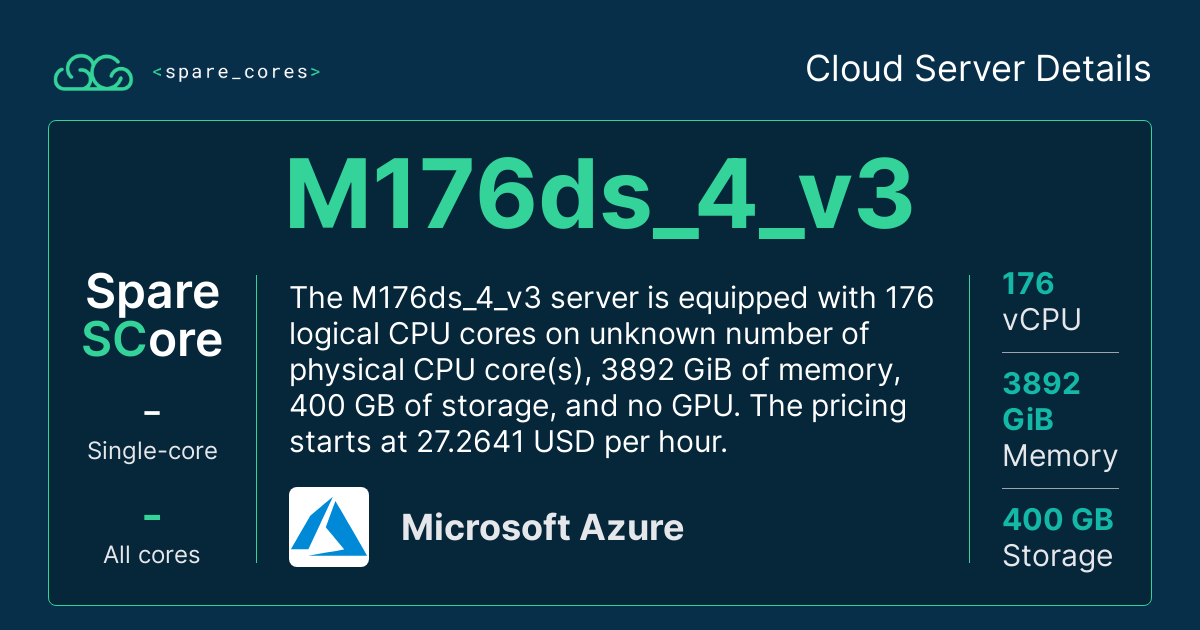 <spare_cores>
Cloud Server Details
M176ds_4_v3
Spare
SCore
–
Single-core
–
All cores
The M176ds_4_v3 server is equipped with 176
logical CPU cores on unknown number of
physical CPU core(s), 3892 GiB of memory,
400 GB of storage, and no GPU. The pricing
starts at 27.2641 USD per hour.
Microsoft Azure
176
vCPU
3892
GiB
Memory
400 GB
Storage